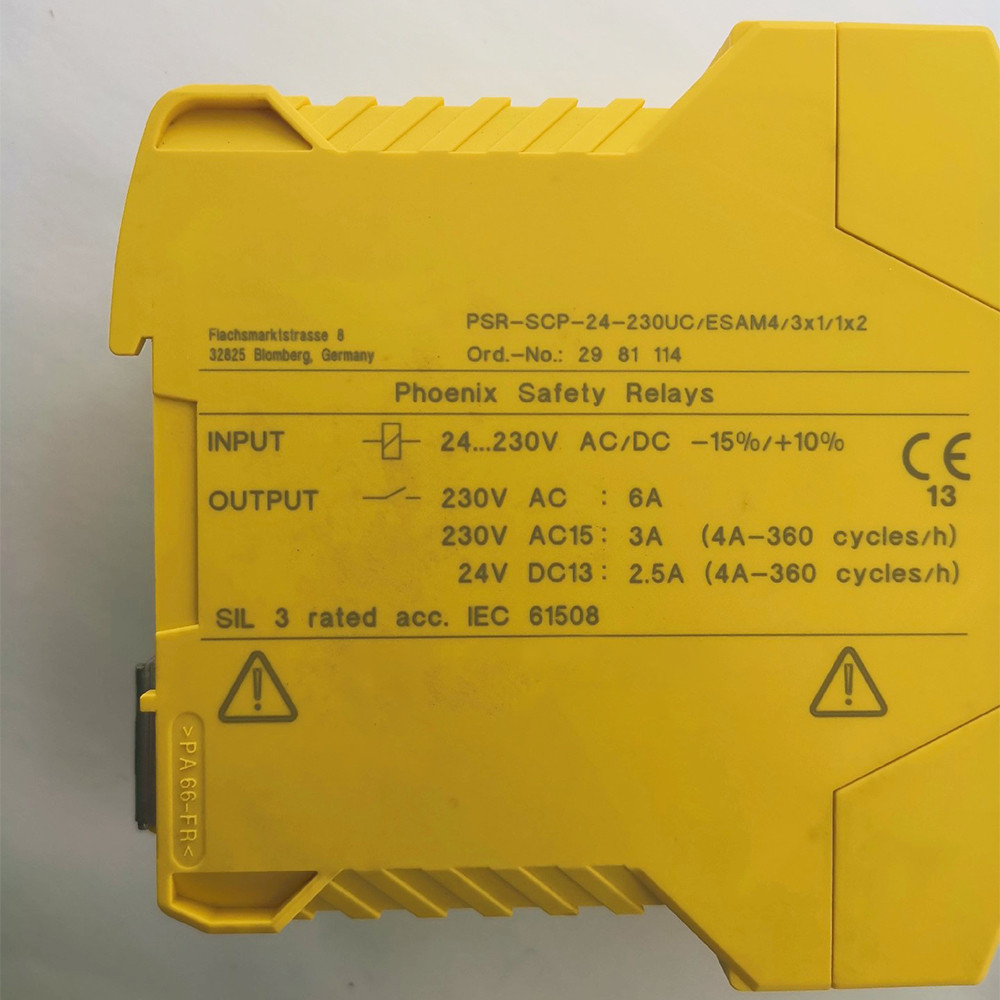 PSR-SCP-24-230UC/ESAM4/3x1/1x2
Flachsmarktstrasse 8
32825 Blomberg, Germany
Ord.-No.: 29 81 114
Phoenix Safety Relays
INPUT 24...230V AC/DC -15%/+10%
CE
13
OUTPUT 230V AC : 6A
230V AC15: 3A (4A-360 cycles/h)
24V DC13: 2.5A (4A-360 cycles/h)
SIL 3 rated acc. IEC 61508
>PA66-FR<